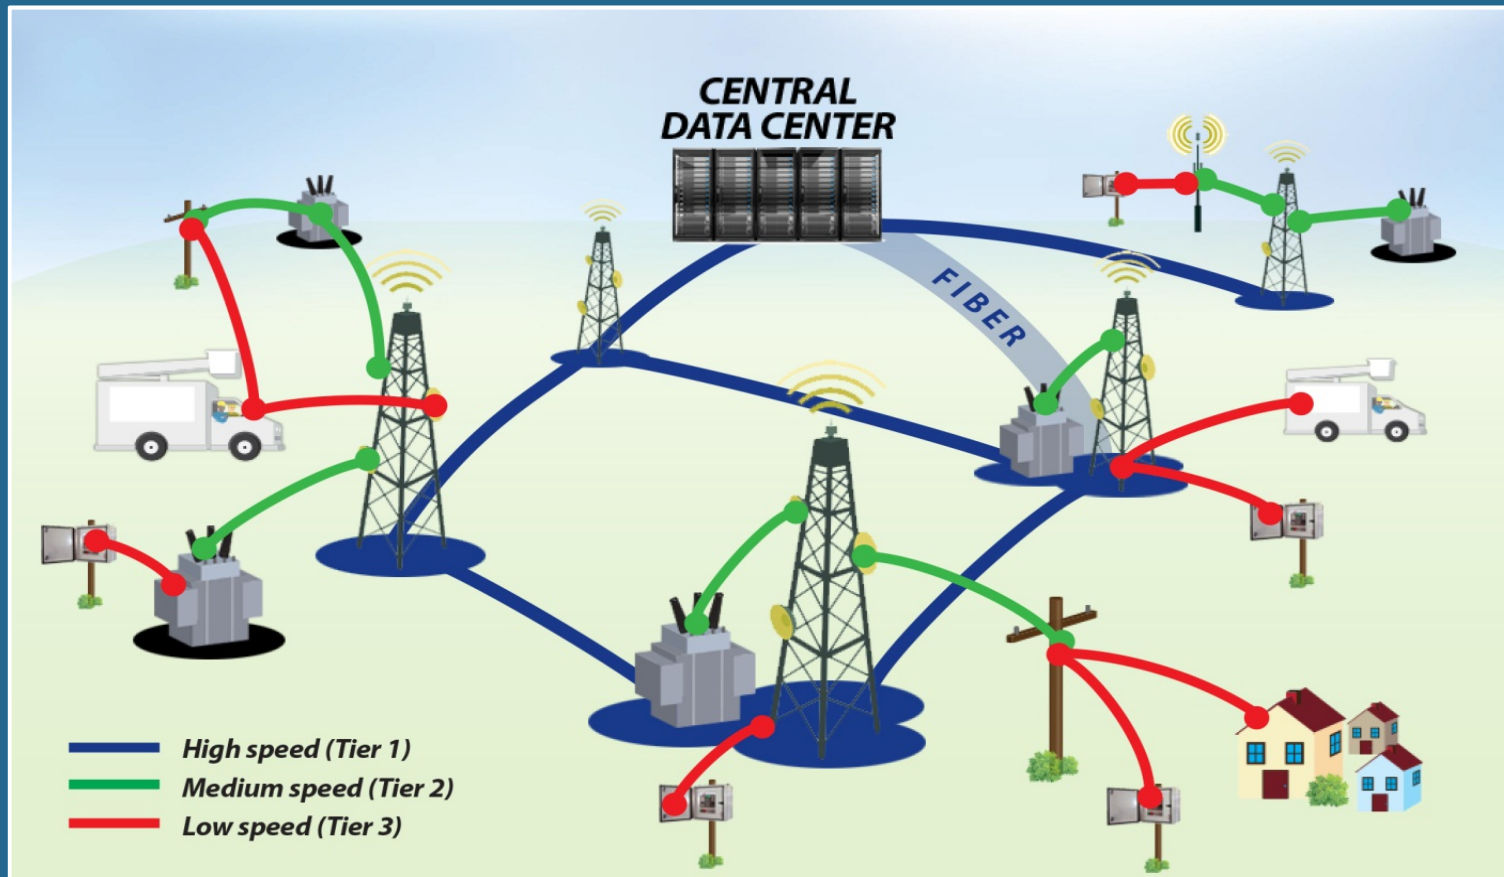 CENTRAL
DATA CENTER
FIBER
High speed (Tier 1)
Medium speed (Tier 2)
Low speed (Tier 3)